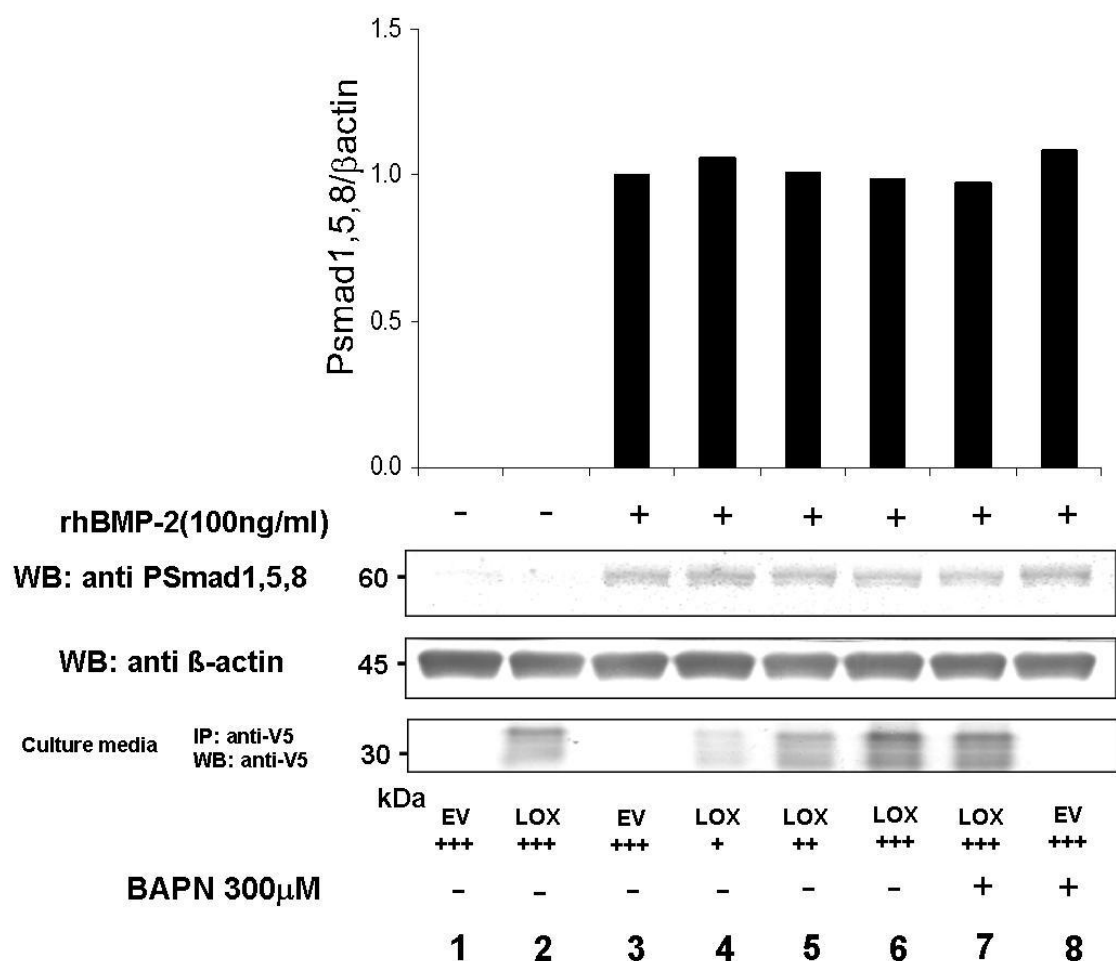 1.5
1.0
0.5
0.0
Psmad1,5,8/βactin
rhBMP-2(100ng/ml) - - + + + + + +
WB: anti PSmad1,5,8 60
WB: anti ß-actin 45
Culture media IP: anti-V5
WB: anti-V5
30
kDa
EV LOX EV LOX LOX LOX LOX EV
+++ +++ +++ + ++ +++ +++ +++
BAPN 300μM - - - - - - + +
1 2 3 4 5 6 7 8